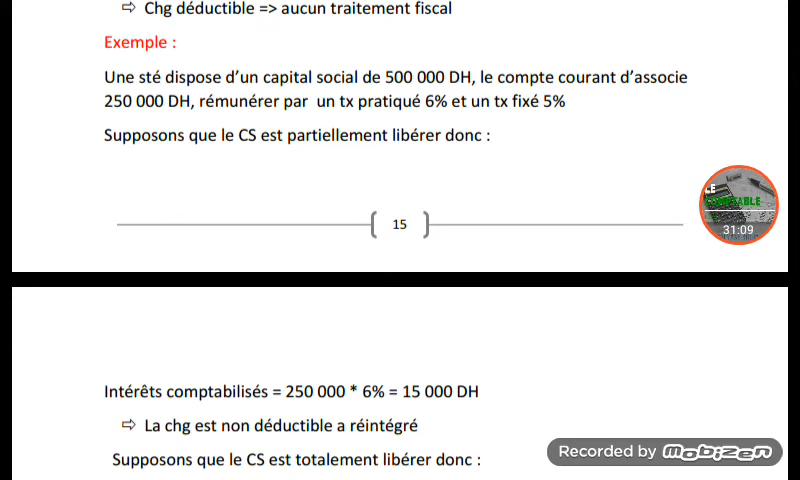 ⇨ Chg déductible => aucun traitement fiscal
Exemple :
Une sté dispose d’un capital social de 500 000 DH, le compte courant d’associe
250 000 DH, rémunérer par un tx pratiqué 6% et un tx fixé 5%
Supposons que le CS est partiellement libérer donc :
15
31:09
Intérêts comptabilisés = 250 000 * 6% = 15 000 DH
⇨ La chg est non déductible a réintégré
Supposons que le CS est totalement libérer donc :
Recorded by mobizen